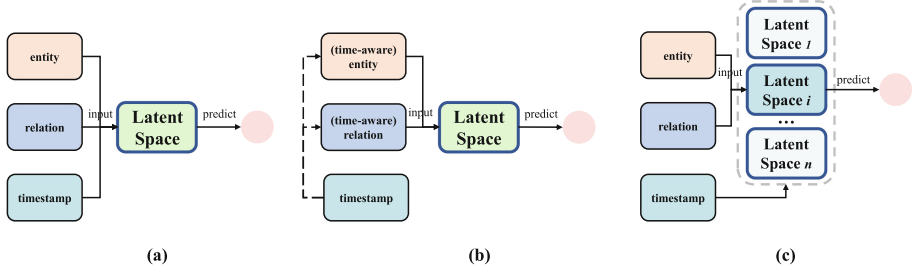 entity
relation
timestamp
input
Latent
Space
predict
(a)
(time-aware)
entity
(time-aware)
relation
timestamp
input
Latent
Space
predict
(b)
entity
relation
timestamp
input
Latent
Space 1
Latent
Space i
...
Latent
Space n
predict
(c)